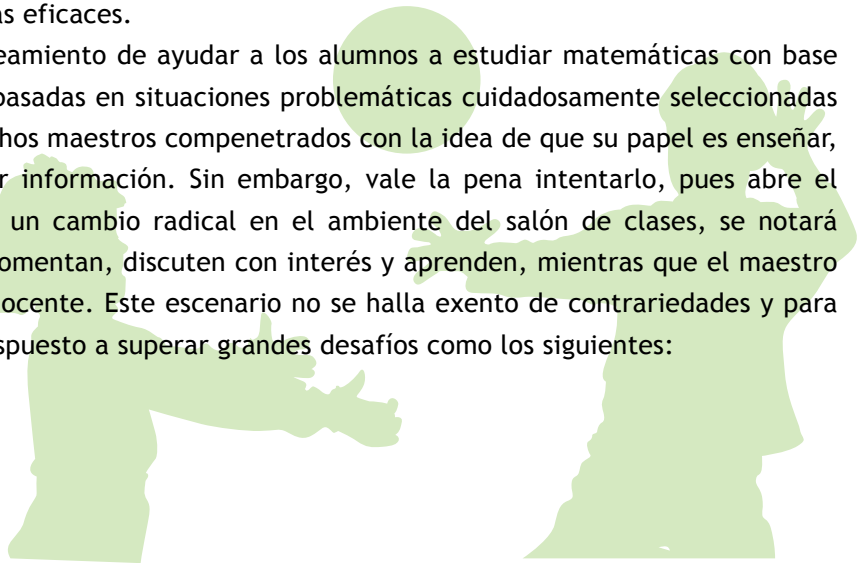 as eficaces.
eamiento de ayudar a los alumnos a estudiar matemáticas con base
basadas en situaciones problemáticas cuidadosamente seleccionadas
hos maestros compenetrados con la idea de que su papel es enseñar,
r información. Sin embargo, vale la pena intentarlo, pues abre el
un cambio radical en el ambiente del salón de clases, se notará
omentan, discuten con interés y aprenden, mientras que el maestro
ocente. Este escenario no se halla exento de contrariedades y para
spuesto a superar grandes desafíos como los siguientes: